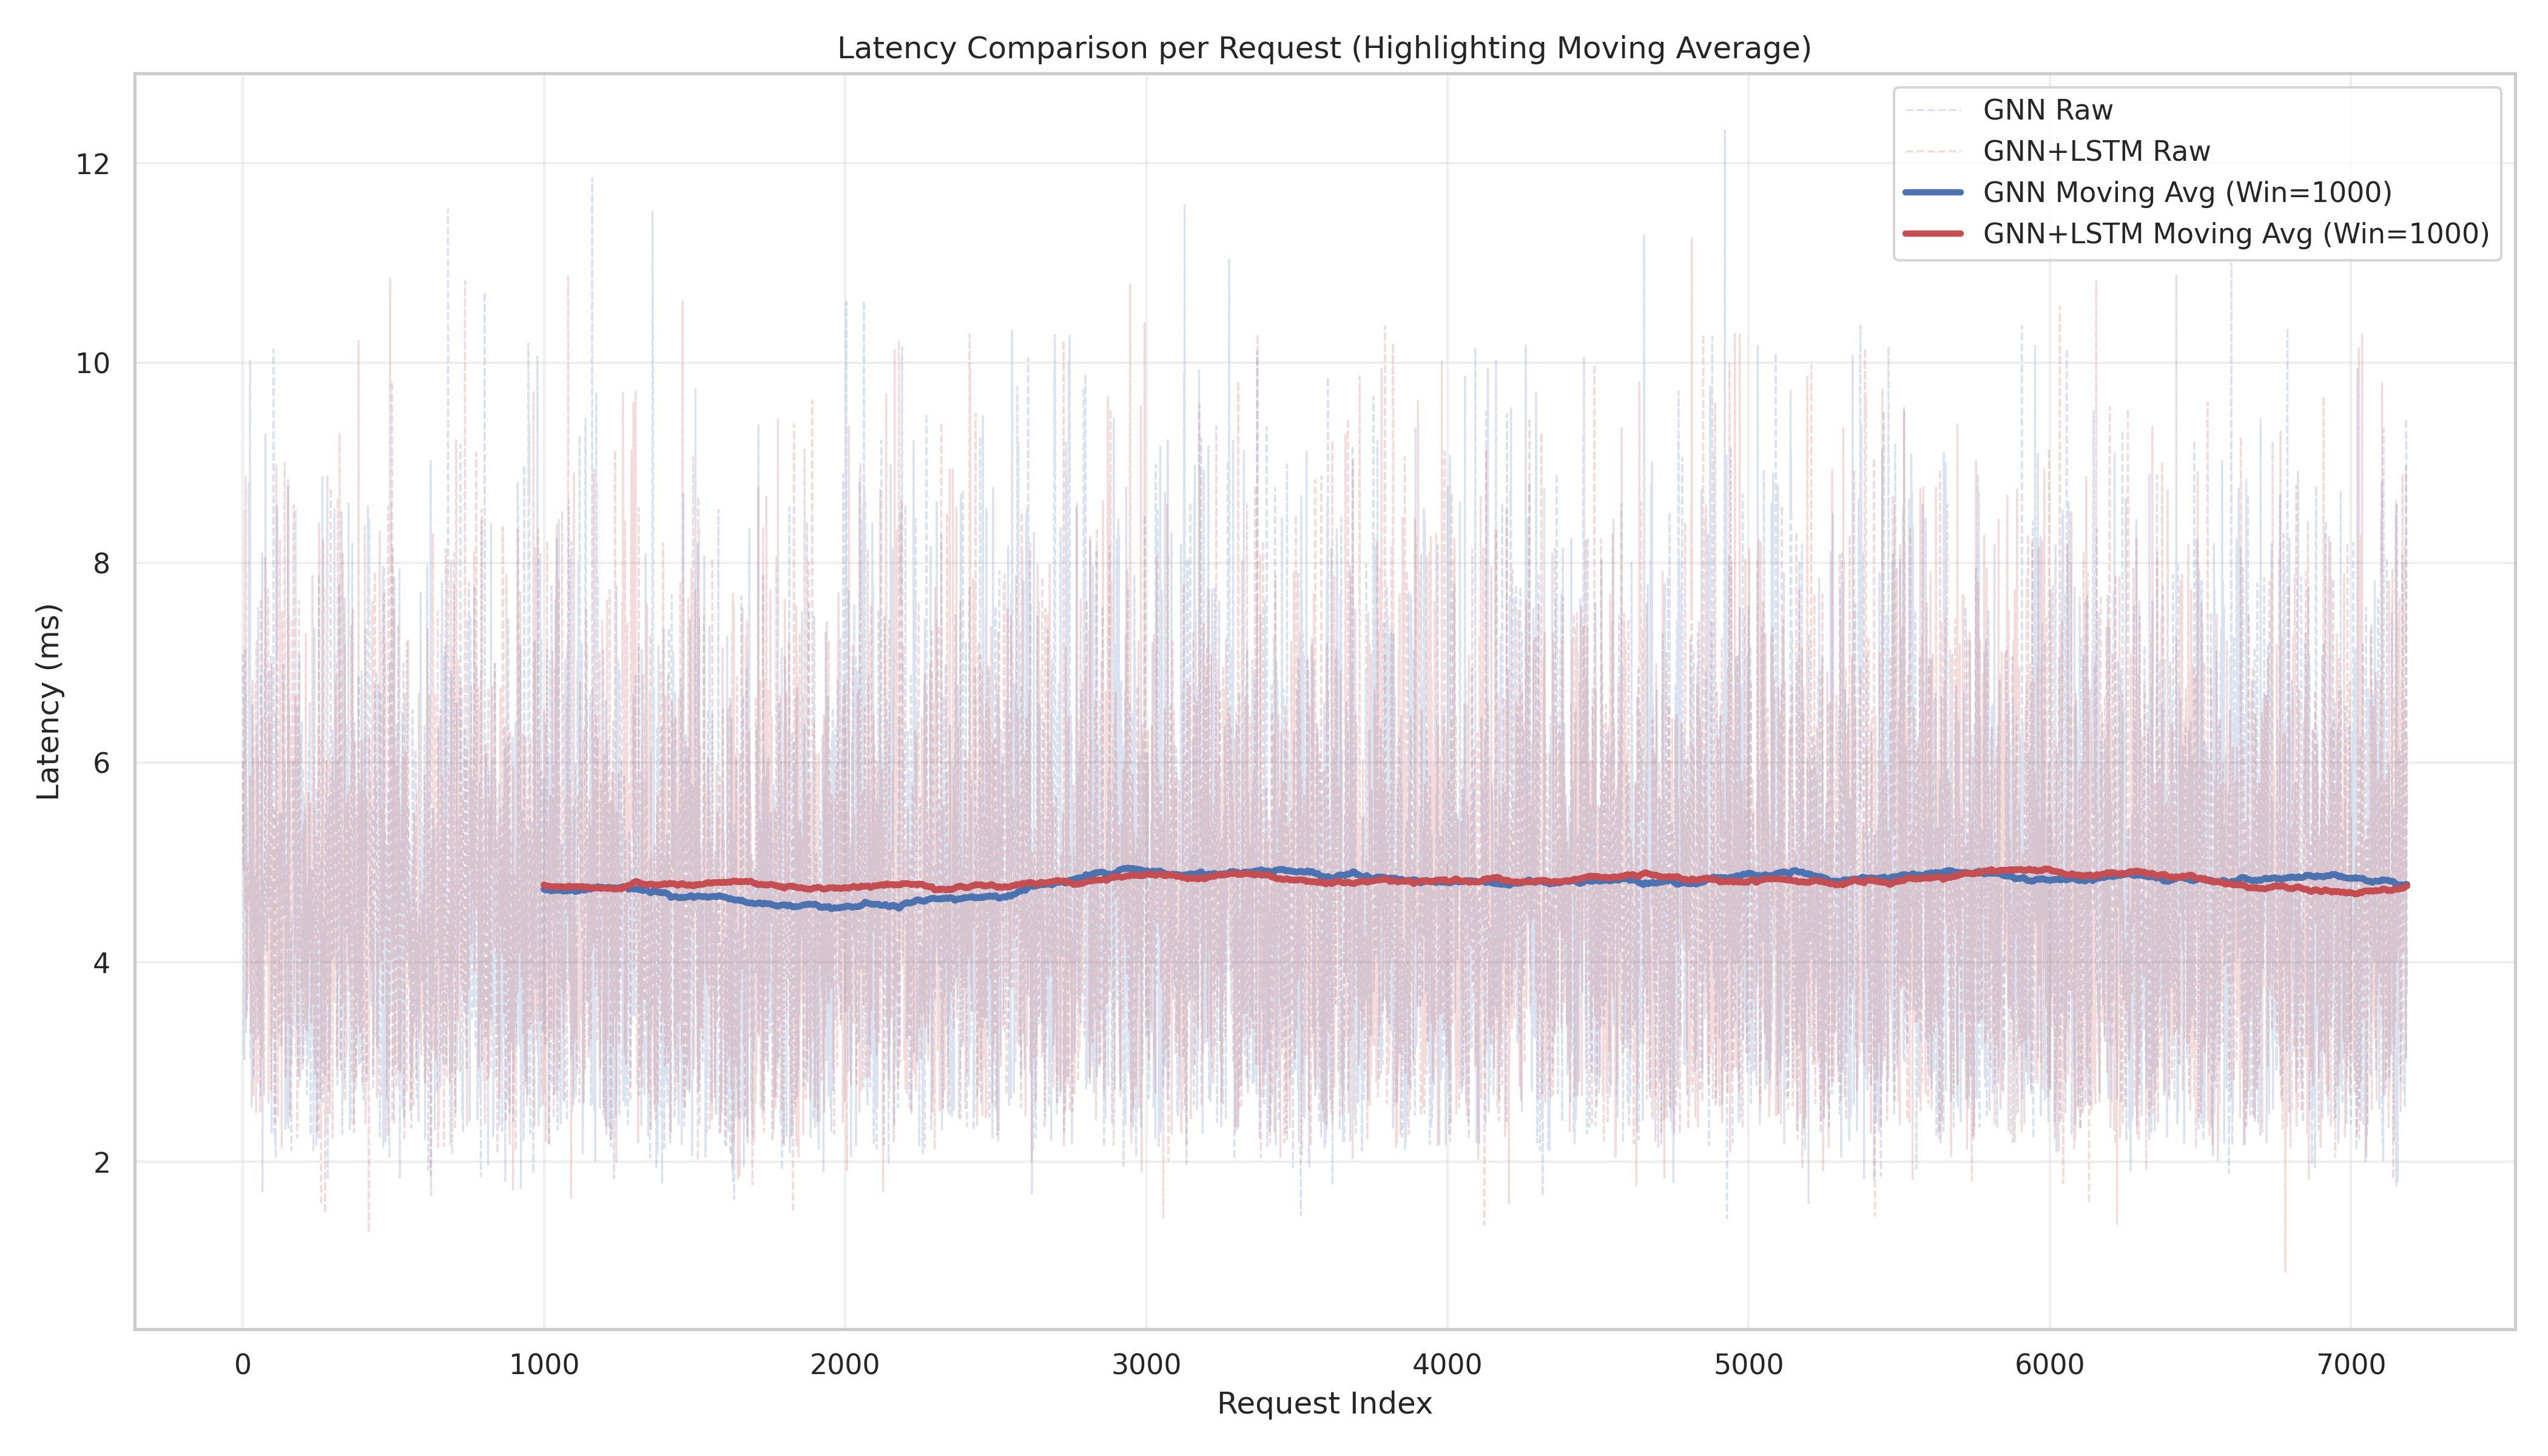 Latency Comparison per Request (Highlighting Moving Average)
GNN Raw
GNN+LSTM Raw
GNN Moving Avg (Win=1000)
GNN+LSTM Moving Avg (Win=1000)
Latency (ms)
12
10
8
6
4
2
0 1000 2000 3000 4000 5000 6000 7000
Request Index